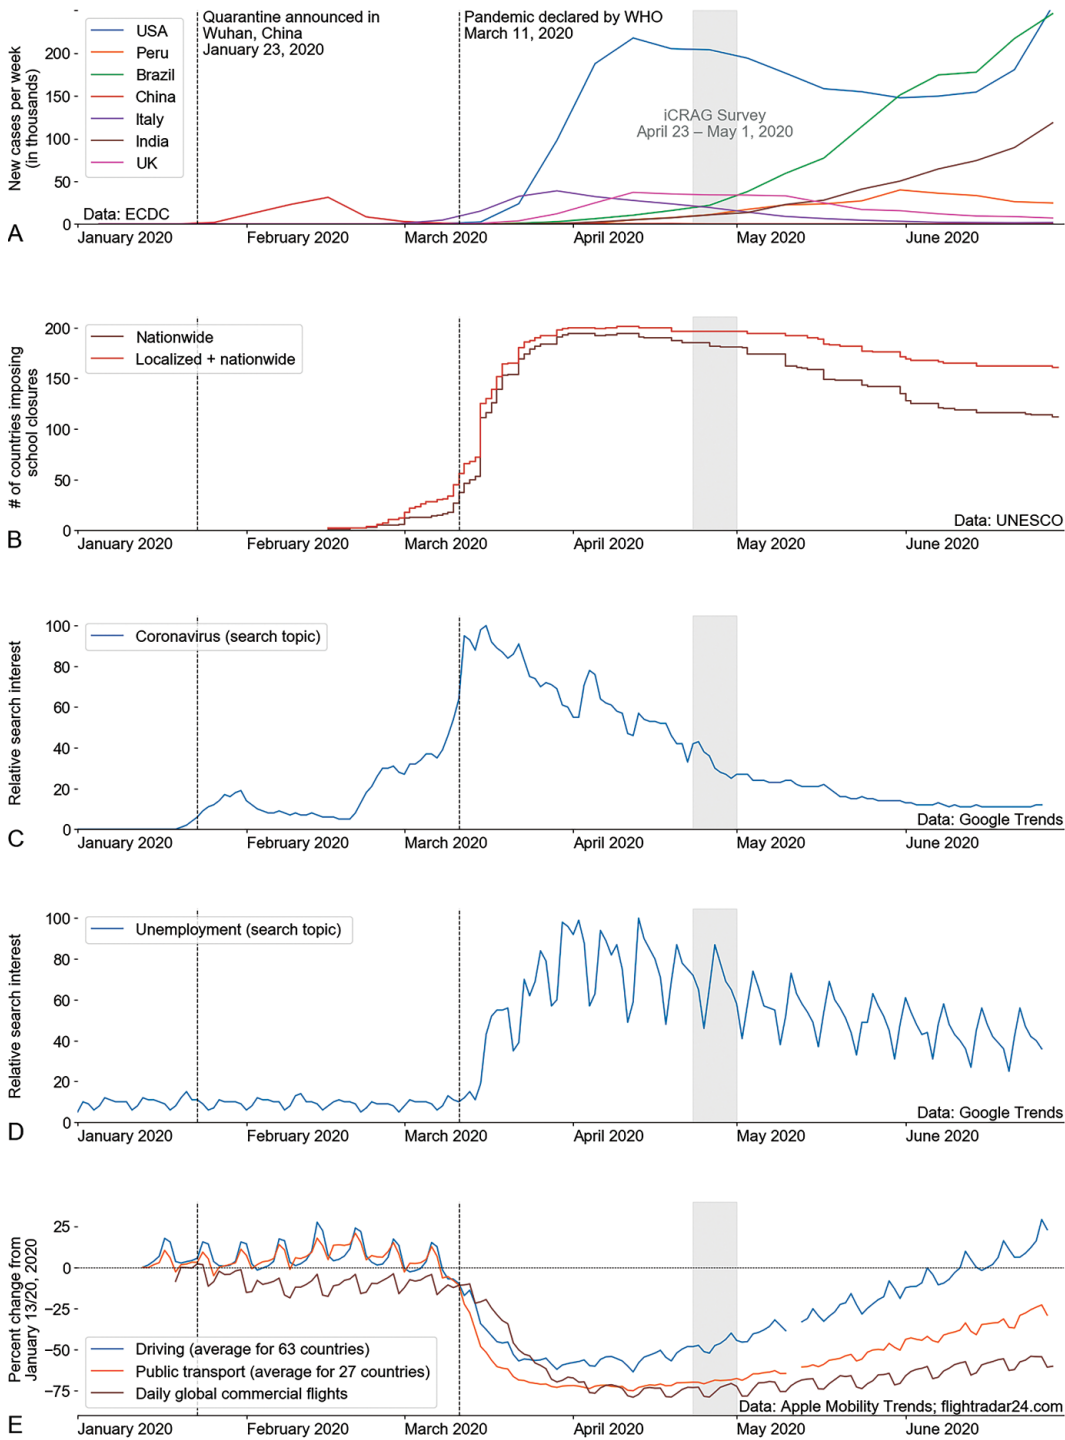 Quarantine announced in
Wuhan, China
January 23, 2020
Pandemic declared by WHO
March 11, 2020
New cases per week
(in thousands)
200
150
100
50
0
USA
Peru
Brazil
China
Italy
India
UK
iCRAG Survey
April 23 – May 1, 2020
Data: ECDC
A
January 2020 February 2020 March 2020 April 2020 May 2020 June 2020
# of countries imposing
school closures
200
150
100
50
0
Nationwide
Localized + nationwide
Data: UNESCO
B
January 2020 February 2020 March 2020 April 2020 May 2020 June 2020
Relative search interest
100
80
60
40
20
0
Coronavirus (search topic)
Data: Google Trends
C
January 2020 February 2020 March 2020 April 2020 May 2020 June 2020
Relative search interest
100
80
60
40
20
0
Unemployment (search topic)
Data: Google Trends
D
January 2020 February 2020 March 2020 April 2020 May 2020 June 2020
Percent change from
January 13/20, 2020
25
0
−25
−50
−75
Driving (average for 63 countries)
Public transport (average for 27 countries)
Daily global commercial flights
Data: Apple Mobility Trends; flightradar24.com
E
January 2020 February 2020 March 2020 April 2020 May 2020 June 2020